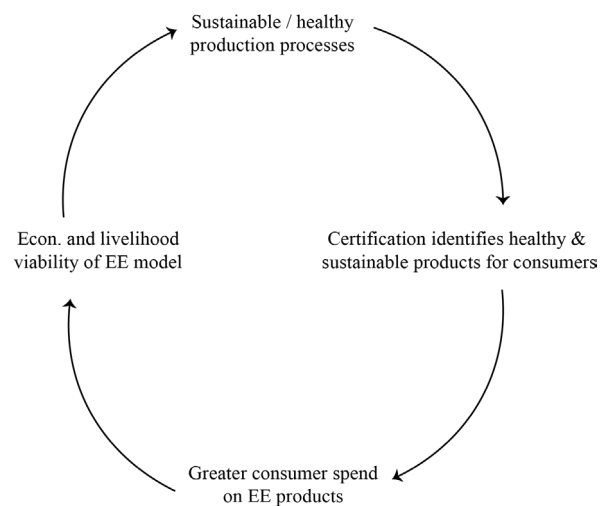 Sustainable / healthy
production processes
Certification identifies healthy &
sustainable products for consumers
Greater consumer spend
on EE products
Econ. and livelihood
viability of EE model